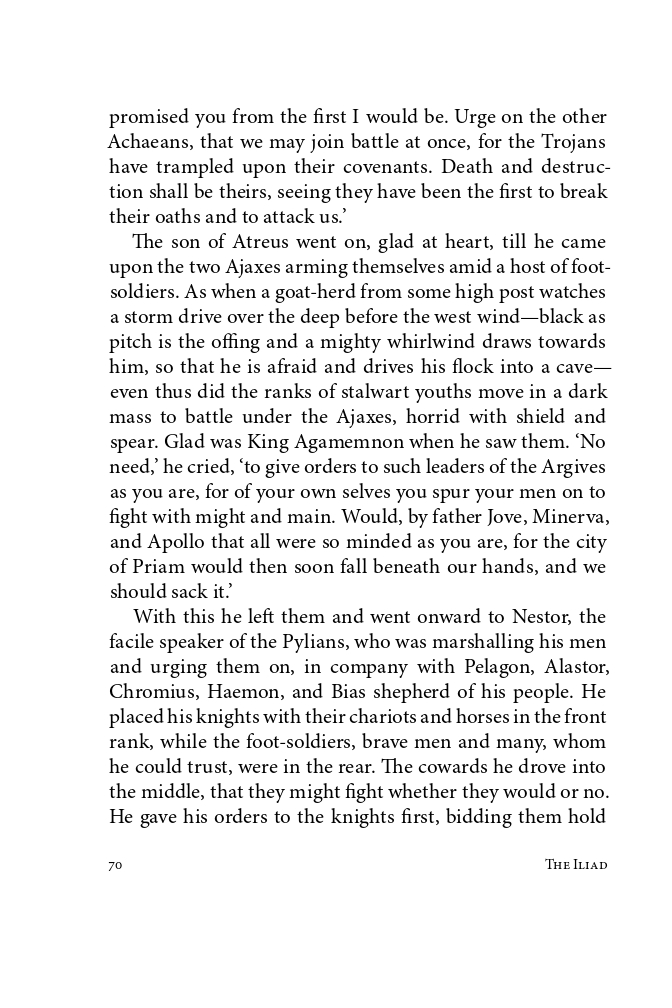 promised you from the first I would be. Urge on the other
Achaeans, that we may join battle at once, for the Trojans
have trampled upon their covenants. Death and destruc-
tion shall be theirs, seeing they have been the first to break
their oaths and to attack us.’
The son of Atreus went on, glad at heart, till he came
upon the two Ajaxes arming themselves amid a host of foot-
soldiers. As when a goat-herd from some high post watches
a storm drive over the deep before the west wind—black as
pitch is the offing and a mighty whirlwind draws towards
him, so that he is afraid and drives his flock into a cave—
even thus did the ranks of stalwart youths move in a dark
mass to battle under the Ajaxes, horrid with shield and
spear. Glad was King Agamemnon when he saw them. ‘No
need,’ he cried, ‘to give orders to such leaders of the Argives
as you are, for of your own selves you spur your men on to
fight with might and main. Would, by father Jove, Minerva,
and Apollo that all were so minded as you are, for the city
of Priam would then soon fall beneath our hands, and we
should sack it.’
With this he left them and went onward to Nestor, the
facile speaker of the Pylians, who was marshalling his men
and urging them on, in company with Pelagon, Alastor,
Chromius, Haemon, and Bias shepherd of his people. He
placed his knights with their chariots and horses in the front
rank, while the foot-soldiers, brave men and many, whom
he could trust, were in the rear. The cowards he drove into
the middle, that they might fight whether they would or no.
He gave his orders to the knights first, bidding them hold
70 The Iliad